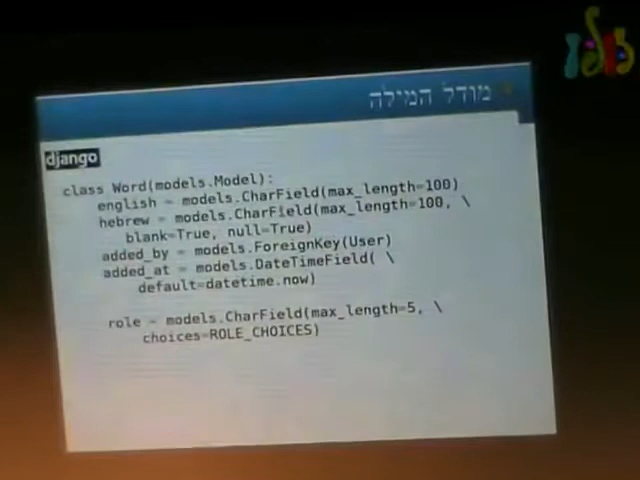 מודל המילה
django
class Word(models.Model):
english = models.CharField(max_length=100)
hebrew = models.CharField(max_length=100, \
blank=True, null=True)
added_by = models.ForeignKey(User)
added_at = models.DateTimeField( \
default=datetime.now)
role = models.CharField(max_length=5, \
choices=ROLE_CHOICES)